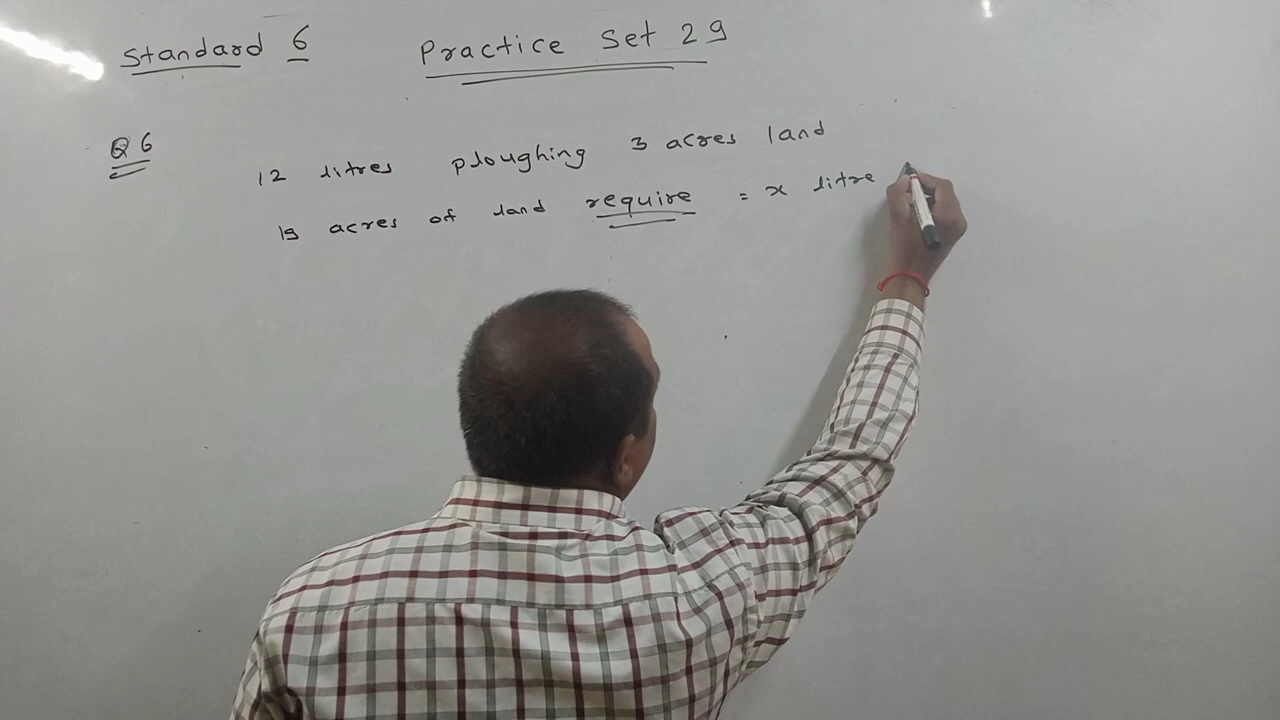 Standard 6 Practice Set 29
Q 6
12 litres ploughing 3 acres land
19 acres of land require = x litre